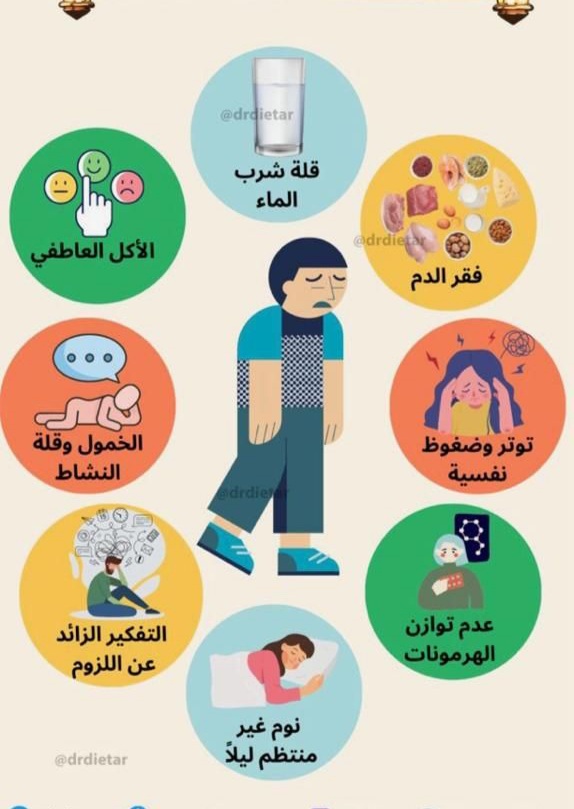 @drdietar
قلة شرب
الماء
@drdietar
فقر الدم
الأكل العاطفي
توتر وضغوظ
نفسية
الخمول وقلة
النشاط
@drdietar
عدم توازن
الهرمونات
التفكير الزائد
عن اللزوم
نوم غير
منتظم ليلاً
@drdietar